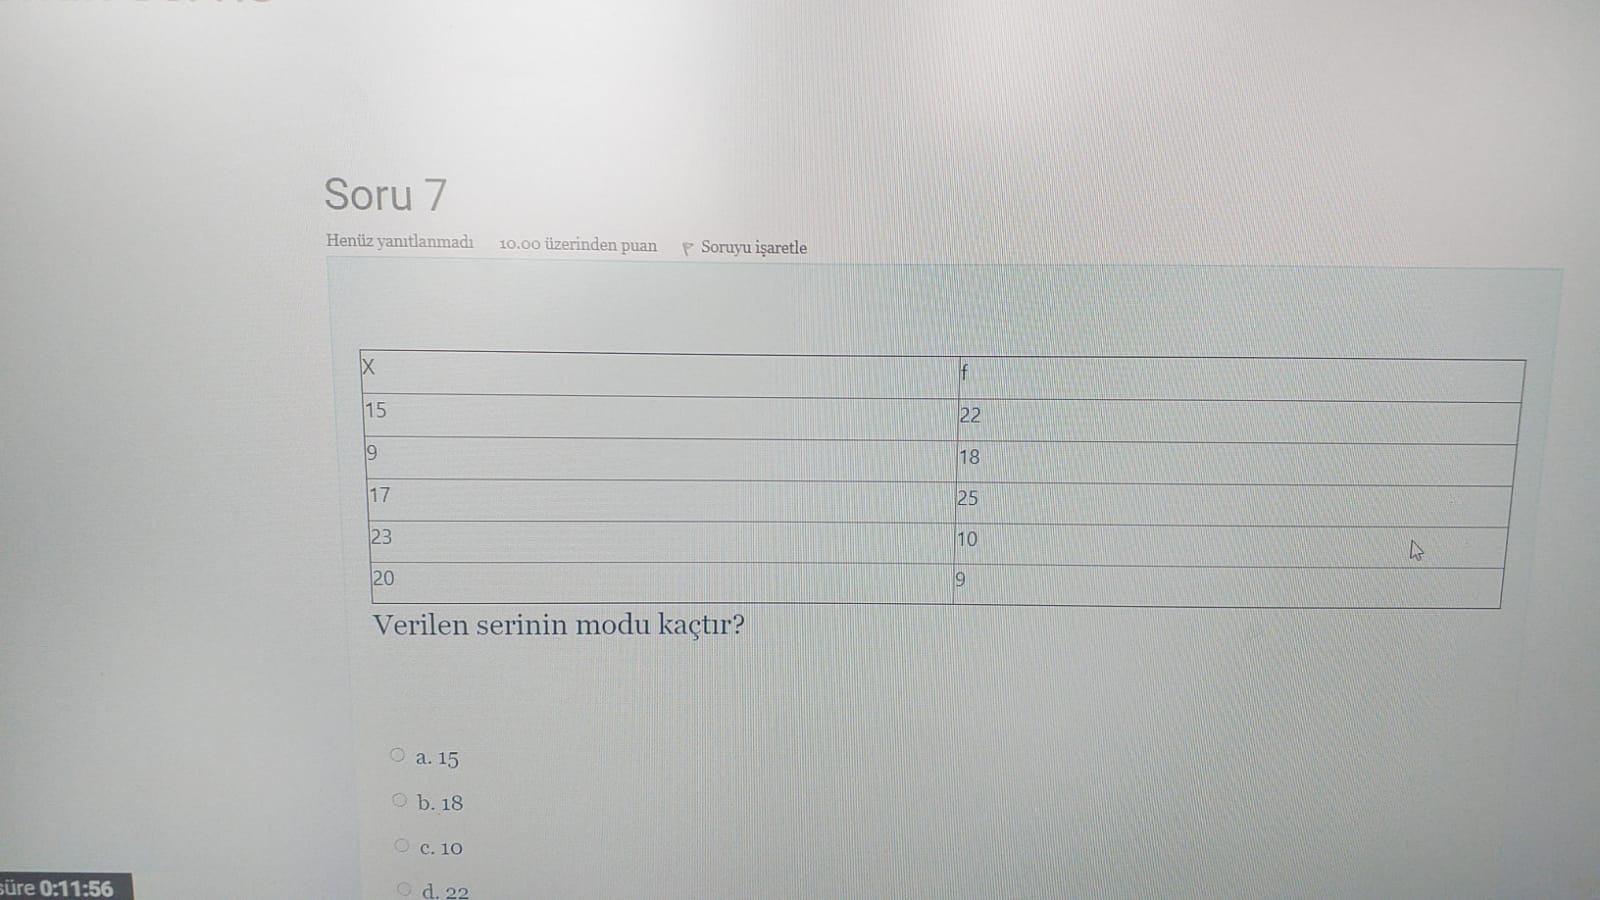 Soru 7
Henüz yanıtlanmadı 10.00 üzerinden puan Soruyu işaretle
X f
15 22
9 18
17 25
23 10
20 9
Verilen serinin modu kaçtır?
a. 15
b. 18
c. 10
d. 22
süre 0:11:56